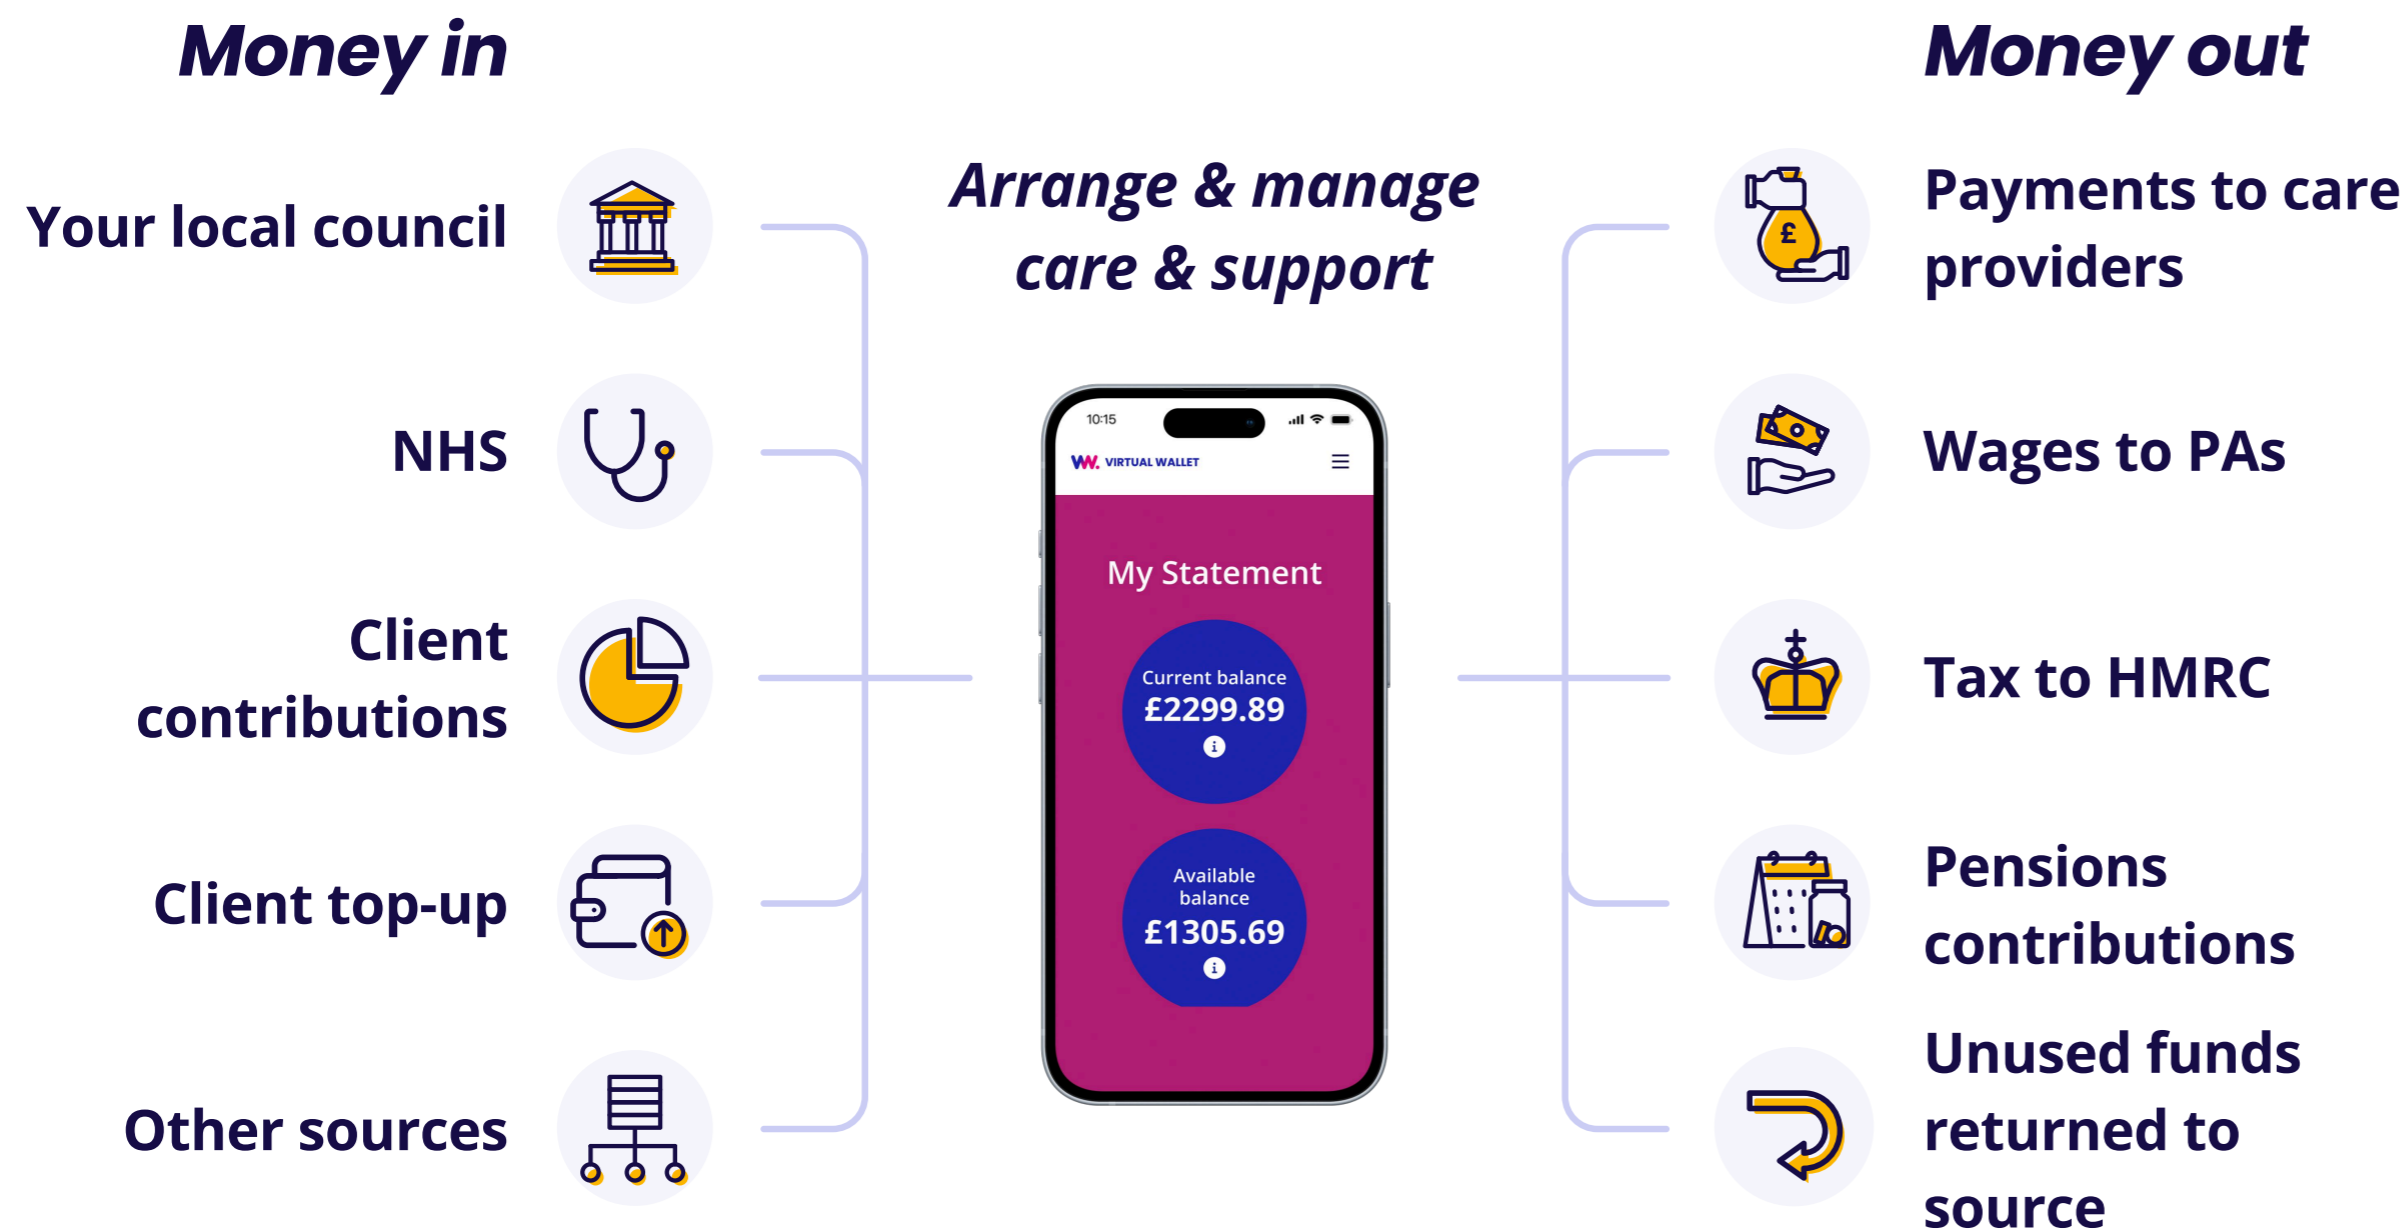 Money in
Your local council
NHS
Client
contributions
Client top-up
Other sources
Arrange & manage
care & support
10:15
VW. VIRTUAL WALLET
My Statement
Current balance
£2299.89
i
Available
balance
£1305.69
i
Money out
£
Payments to care
providers
Wages to PAs
Tax to HMRC
Pensions
contributions
Unused funds
returned to
source